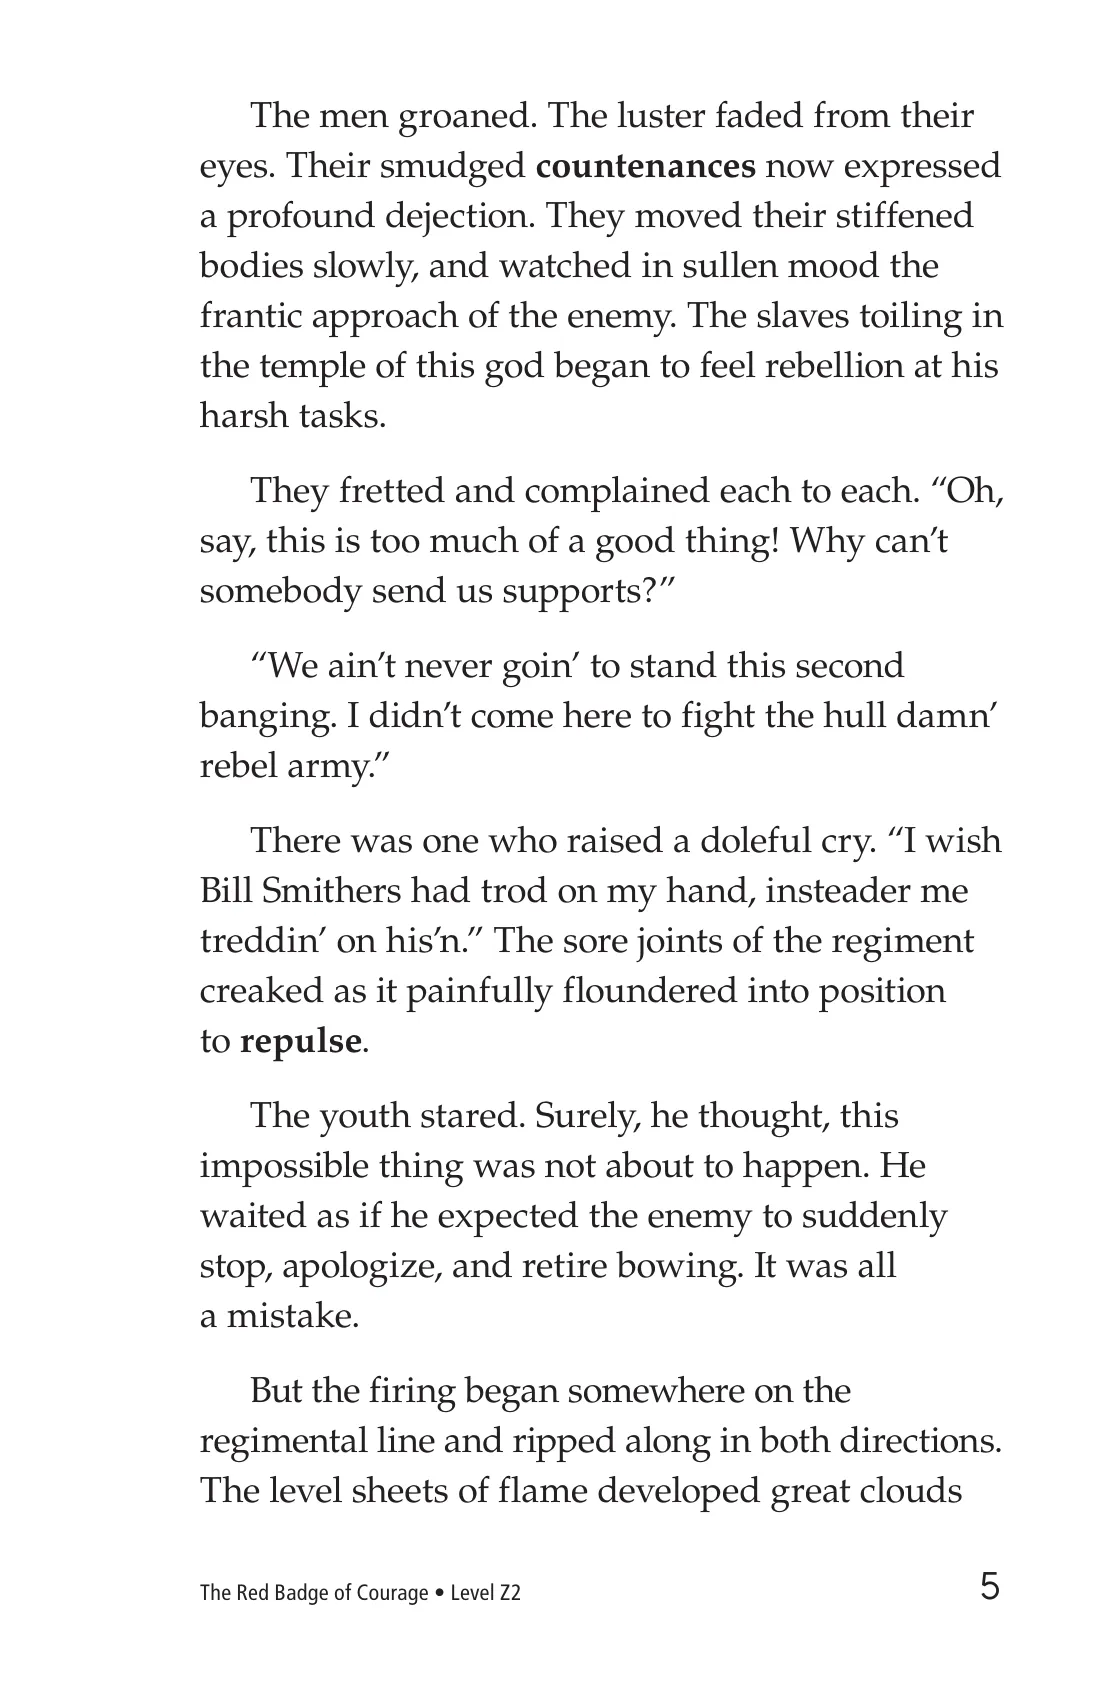 The men groaned. The luster faded from their
eyes. Their smudged countenances now expressed
a profound dejection. They moved their stiffened
bodies slowly, and watched in sullen mood the
frantic approach of the enemy. The slaves toiling in
the temple of this god began to feel rebellion at his
harsh tasks.
They fretted and complained each to each. “Oh,
say, this is too much of a good thing! Why can’t
somebody send us supports?”
“We ain’t never goin’ to stand this second
banging. I didn’t come here to fight the hull damn’
rebel army.”
There was one who raised a doleful cry. “I wish
Bill Smithers had trod on my hand, insteader me
treddin’ on his’n.” The sore joints of the regiment
creaked as it painfully floundered into position
to repulse.
The youth stared. Surely, he thought, this
impossible thing was not about to happen. He
waited as if he expected the enemy to suddenly
stop, apologize, and retire bowing. It was all
a mistake.
But the firing began somewhere on the
regimental line and ripped along in both directions.
The level sheets of flame developed great clouds
The Red Badge of Courage • Level Z2
5